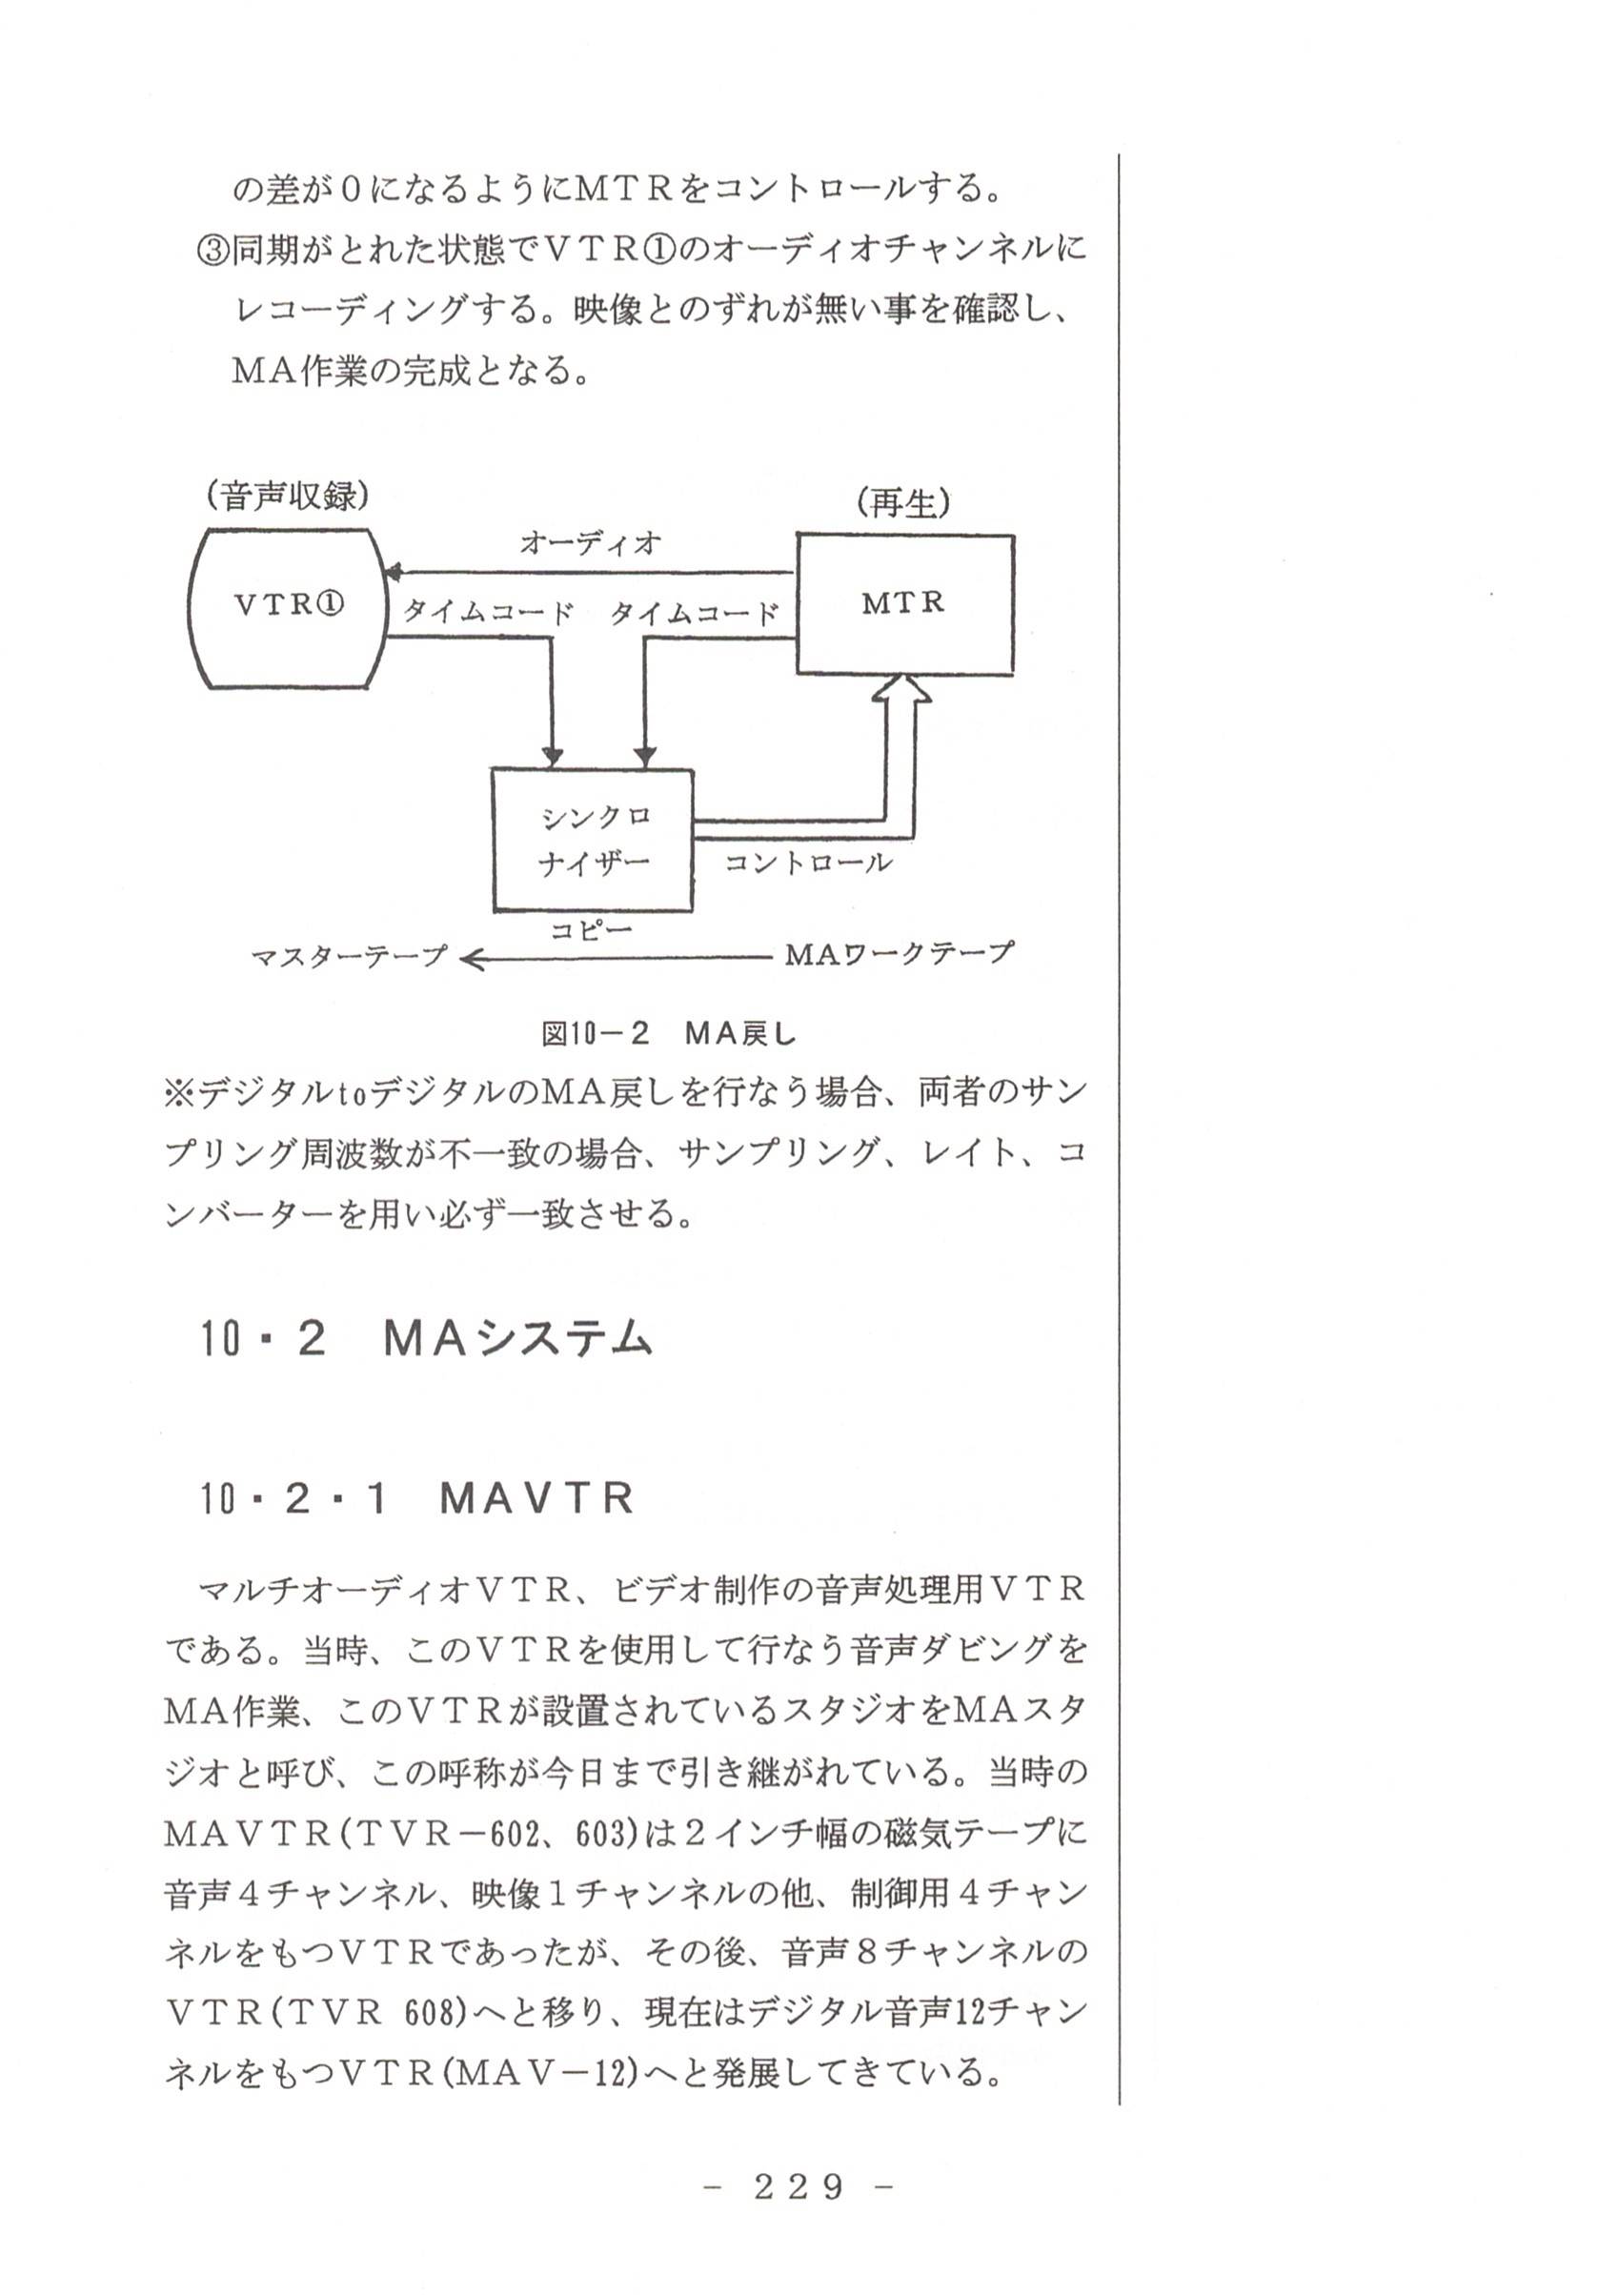 の差が０になるようにＭＴＲをコントロールする。
③同期がとれた状態でＶＴＲ①のオーディオチャンネルに
レコーディングする。映像とのずれが無い事を確認し、
ＭＡ作業の完成となる。
(音声収録)
(再生)
オーディオ
ＶＴＲ①
ＭＴＲ
タイムコード　タイムコード
シンクロ
ナイザー
コントロール
コピー
マスターテープ
ＭＡワークテープ
図10－２　ＭＡ戻し
※デジタルtoデジタルのＭＡ戻しを行なう場合、両者のサン
プリング周波数が不一致の場合、サンプリング、レイト、コ
ンバーターを用い必ず一致させる。
10・２　ＭＡシステム
10・２・１　ＭＡＶＴＲ
マルチオーディオＶＴＲ、ビデオ制作の音声処理用ＶＴＲ
である。当時、このＶＴＲを使用して行なう音声ダビングを
ＭＡ作業、このＶＴＲが設置されているスタジオをＭＡスタ
ジオと呼び、この呼称が今日まで引き継がれている。当時の
ＭＡＶＴＲ(ＴＶＲ－602、603)は２インチ幅の磁気テープに
音声４チャンネル、映像１チャンネルの他、制御用４チャン
ネルをもつＶＴＲであったが、その後、音声８チャンネルの
ＶＴＲ(ＴＶＲ 608)へと移り、現在はデジタル音声12チャン
ネルをもつＶＴＲ(ＭＡＶ－12)へと発展してきている。
－ ２２９ －